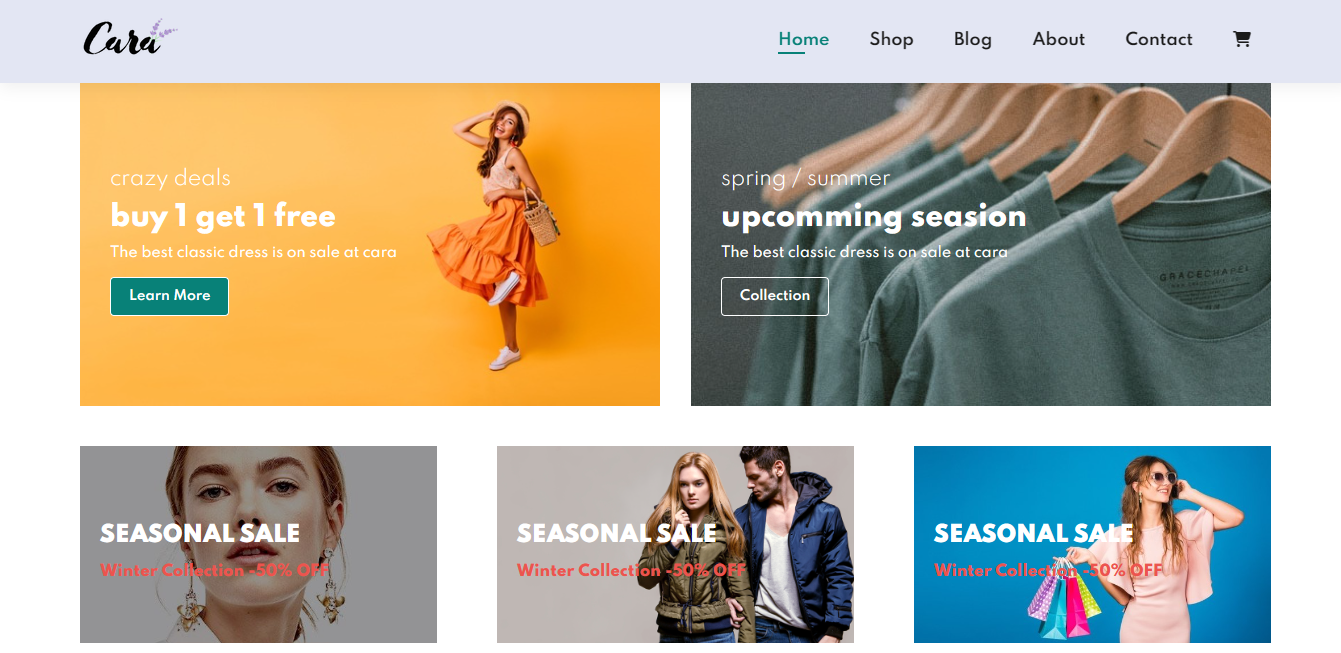 Cara
Home Shop Blog About Contact
crazy deals
buy 1 get 1 free
The best classic dress is on sale at cara
Learn More
spring / summer
upcomming seasion
The best classic dress is on sale at cara
Collection
GRACECHAPEL
SEASONAL SALE
Winter Collection -50% OFF
SEASONAL SALE
Winter Collection -50% OFF
SEASONAL SALE
Winter Collection -50% OFF